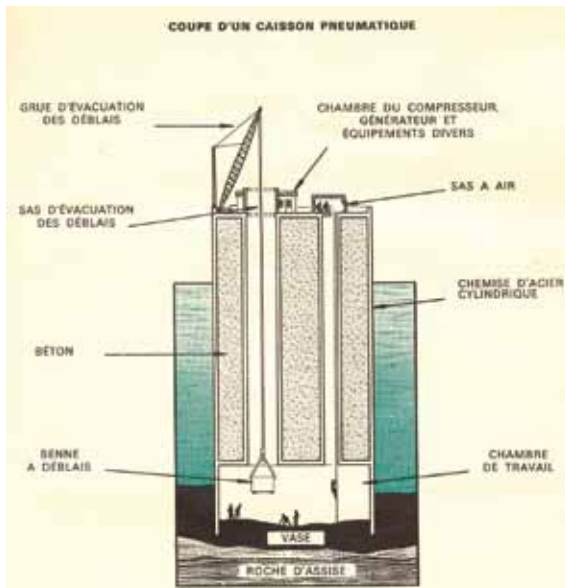 COUPE D'UN CAISSON PNEUMATIQUE
GRUE D'ÉVACUATION
DES DÉBLAIS
CHAMBRE DU COMPRESSEUR,
GÉNÉRATEUR ET
ÉQUIPEMENTS DIVERS
SAS A AIR
SAS D'ÉVACUATION
DES DÉBLAIS
CHEMISE D'ACIER
CYLINDRIQUE
BÉTON
BENNE
A DÉBLAIS
CHAMBRE
DE TRAVAIL
VASE
ROCHE D'ASSISE